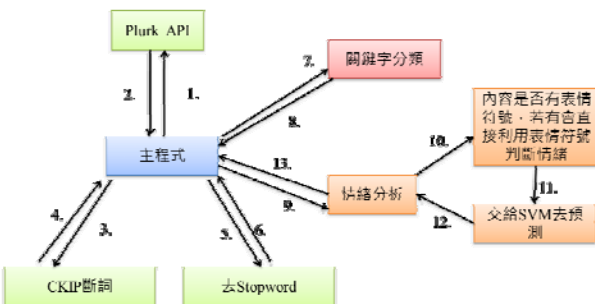 Plurk API
關鍵字分類
7.
2.
1.
8.
內容是否有表情
符號，若有啻直
接利用表情符號
判斷情緒
主程式
10.
13.
情緒分析
11.
9.
12.
交給SVM去預
測
4.
3.
5.
6.
CKIP斷詞
去Stopword